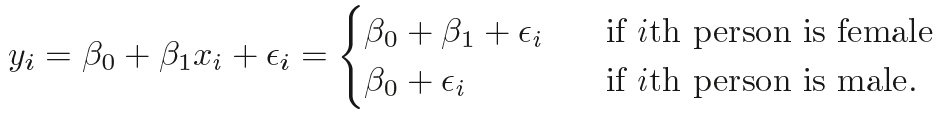 y_i = β_0 + β_1x_i + ϵ_i = { β_0 + β_1 + ϵ_i if ith person is female
β_0 + ϵ_i if ith person is male.